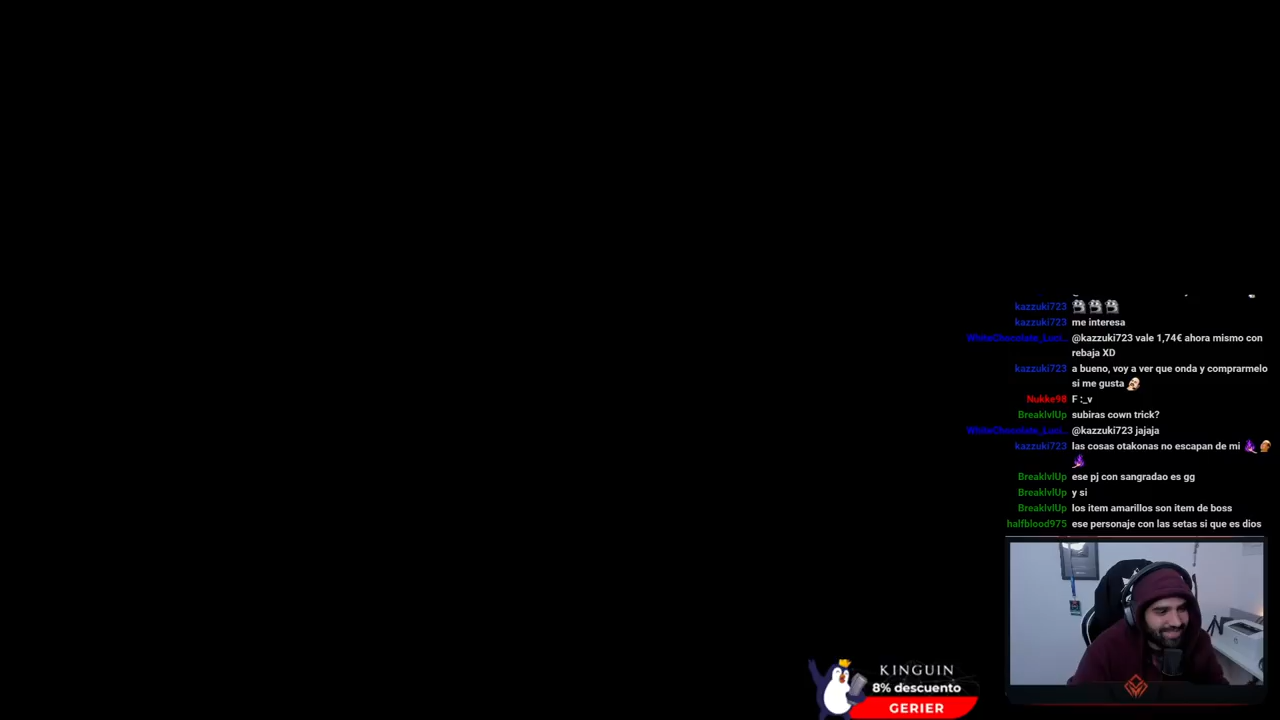 kazzuki723
kazzuki723 me interesa
@kazzuki723 vale 1,74€ ahora mismo con
rebaja XD
kazzuki723 a bueno, voy a ver que onda y comprarmelo
si me gusta
Nukke98 F :_v
BreaklvlUp subiras cown trick?
@kazzuki723 jajaja
kazzuki723 las cosas otakonas no escapan de mi
BreaklvlUp ese pj con sangradao es gg
BreaklvlUp y si
BreaklvlUp los item amarillos son item de boss
halfblood975 ese personaje con las setas si que es dios
KINGUIN
8% descuento
GERIER